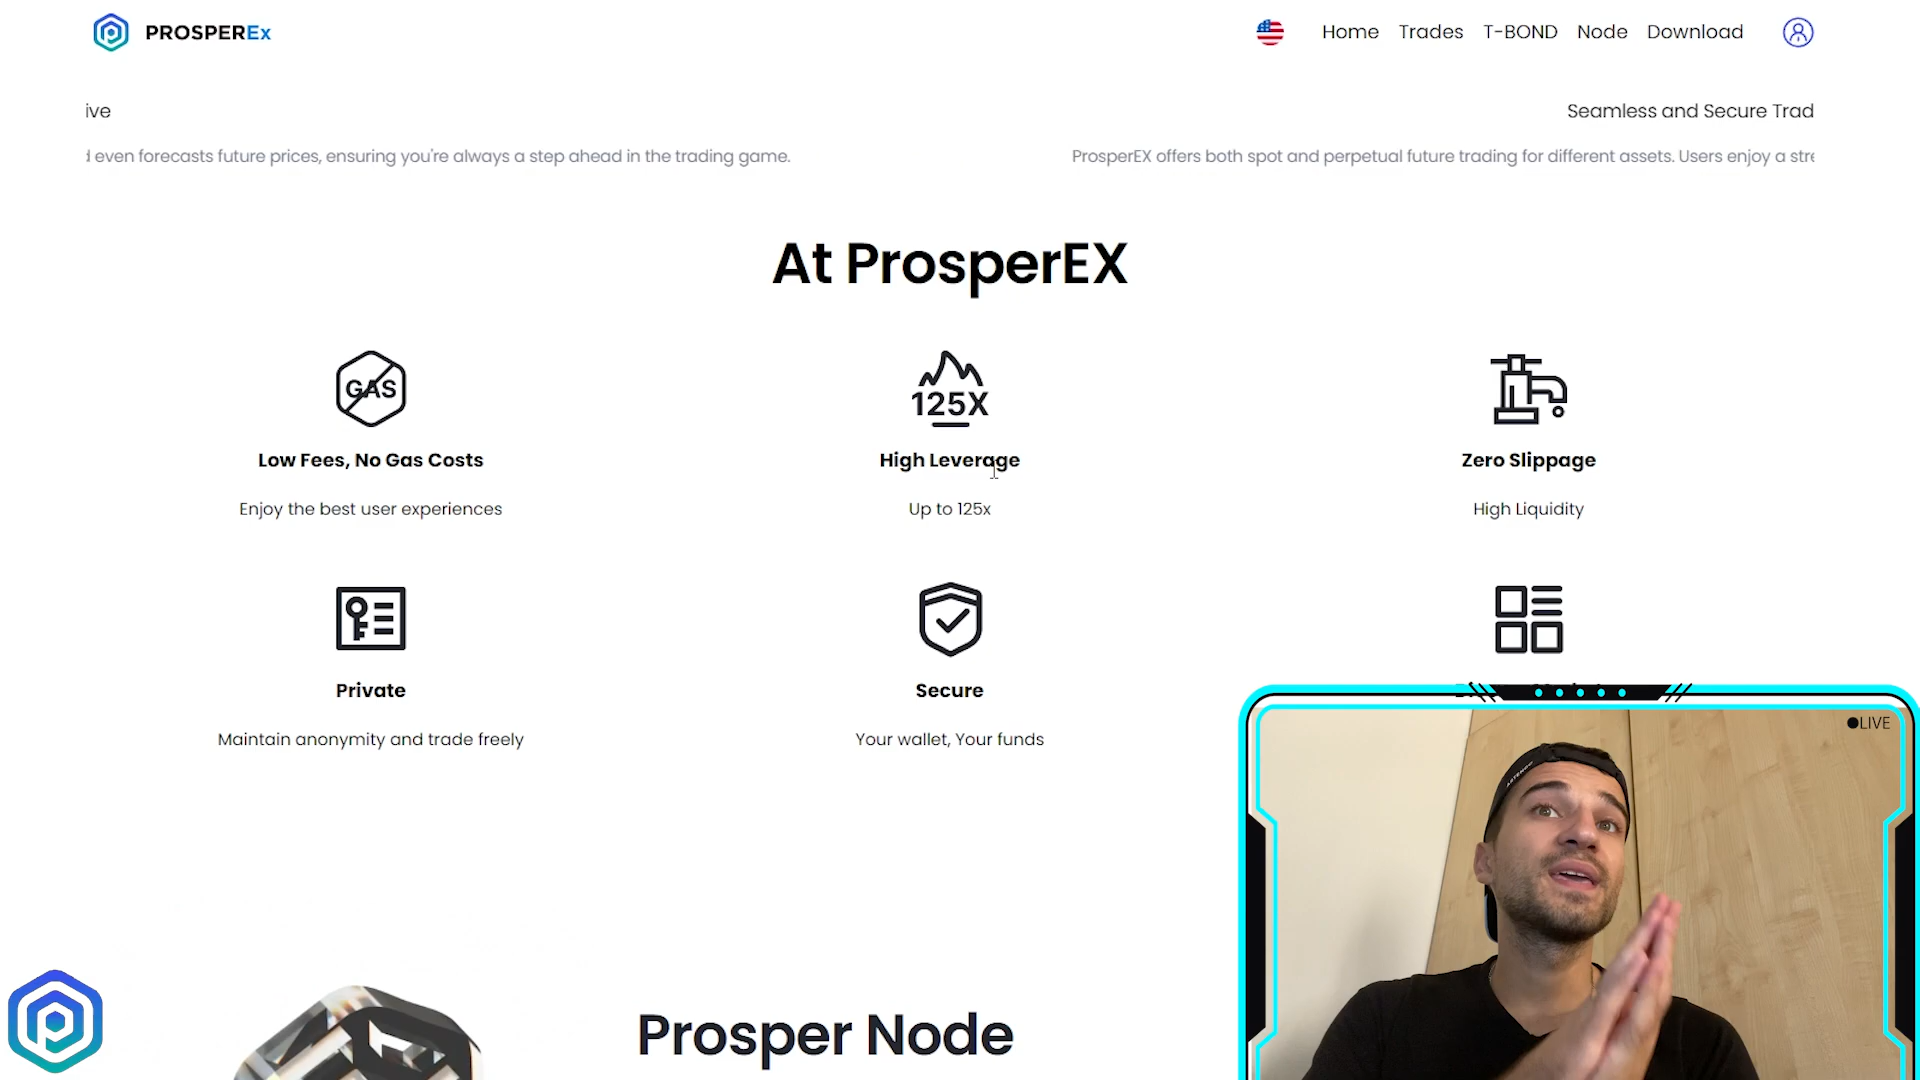 PROSPEREx
Home Trades T-BOND Node Download
ive
Seamless and Secure Trad
d even forecasts future prices, ensuring you're always a step ahead in the trading game.
ProsperEX offers both spot and perpetual future trading for different assets. Users enjoy a stre
At ProsperEX
GAS
125X
Low Fees, No Gas Costs
High Leverage
Zero Slippage
Enjoy the best user experiences
Up to 125x
High Liquidity
Private
Secure
Maintain anonymity and trade freely
Your wallet, Your funds
LIVE
ARTENGO
Prosper Node